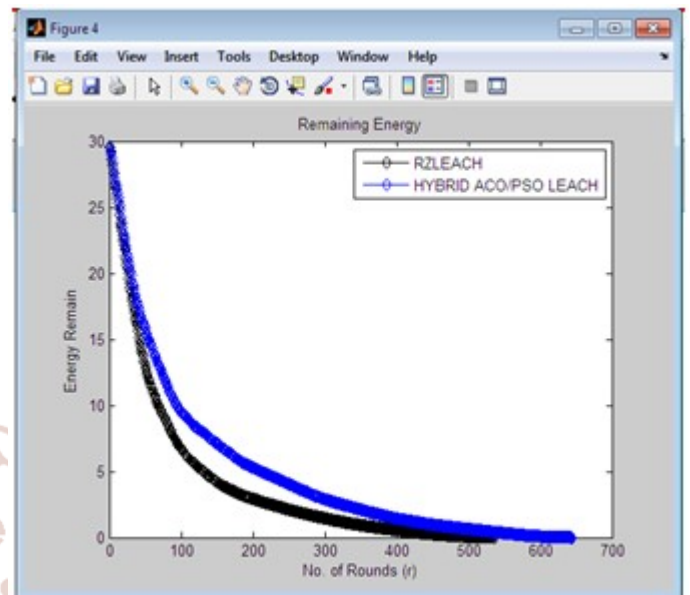 Figure 4
File Edit View Insert Tools Desktop Window Help
Remaining Energy
30
25
20
15
10
5
0
Energy Remain
RZLEACH
HYBRID ACO/PSO LEACH
0 100 200 300 400 500 600 700
No. of Rounds (r)